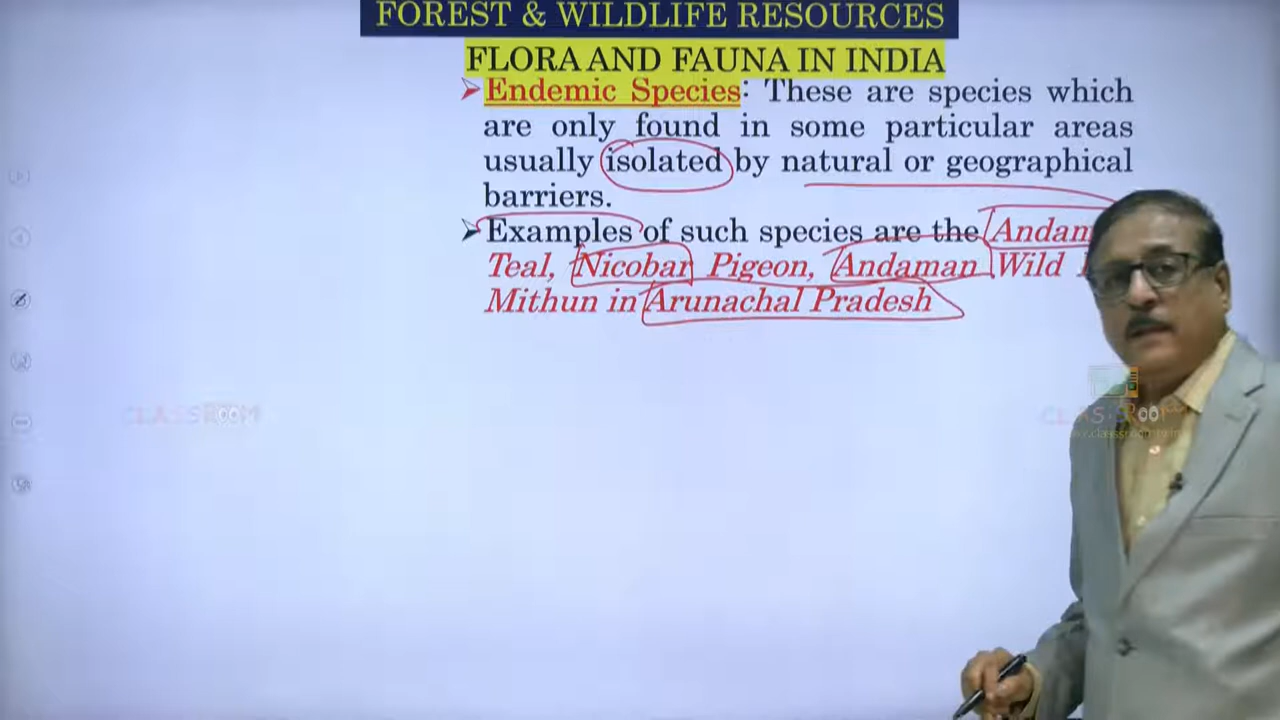 FOREST & WILDLIFE RESOURCES
FLORA AND FAUNA IN INDIA
➢ Endemic Species: These are species which
are only found in some particular areas
usually isolated by natural or geographical
barriers.
➢ Examples of such species are the
Teal, Nicobar Pigeon, Andaman Wild
Mithun in Arunachal Pradesh
CLASSROOM